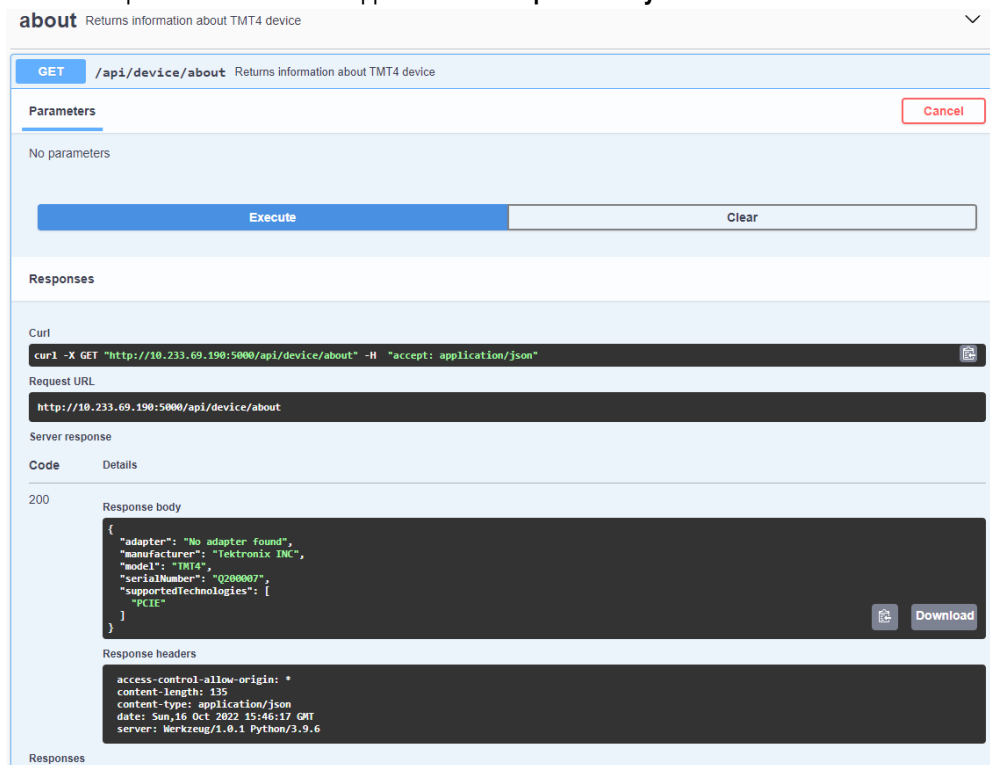 about Returns information about TMT4 device
GET /api/device/about Returns information about TMT4 device
Parameters
Cancel
No parameters
Execute
Clear
Responses
Curl
curl -X GET "http://10.233.69.190:5000/api/device/about" -H  "accept: application/json"
Request URL
http://10.233.69.190:5000/api/device/about
Server response
Code Details
200
Response body
{
  "adapter": "No adapter found",
  "manufacturer": "Tektronix INC",
  "model": "TMT4",
  "serialNumber": "Q200007",
  "supportedTechnologies": [
    "PCIE"
  ]
}
Download
Response headers
access-control-allow-origin: *
content-length: 135
content-type: application/json
date: Sun,16 Oct 2022 15:46:17 GMT
server: Werkzeug/1.0.1 Python/3.9.6
Responses